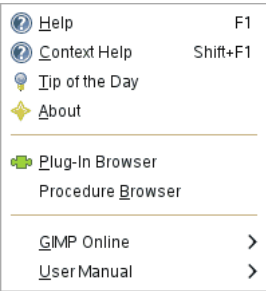 Help F1
Context Help Shift+F1
Tip of the Day
About
Plug-In Browser
Procedure Browser
GIMP Online
User Manual